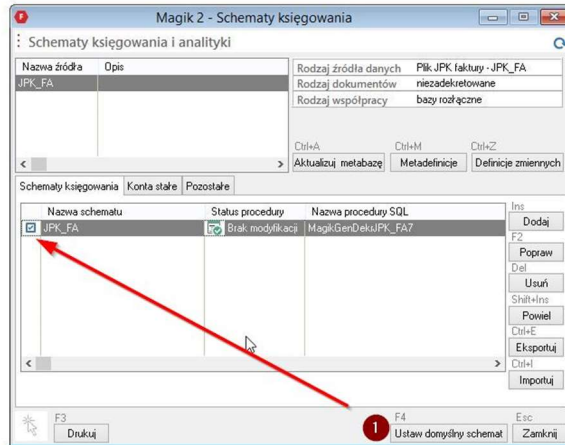 Magik 2 - Schematy księgowania
Schematy księgowania i analityki
Nazwa źródła Opis
JPK_FA
Rodzaj źródła danych Plik JPK faktury - JPK_FA
Rodzaj dokumentów niezadekretowane
Rodzaj współpracy bazy rozłączne
Ctrl+A Ctrl+M Ctrl+Z
Aktualizuj metabazę Metadefinicje Definicje zmiennych
Schematy księgowania Konta stałe Pozostałe
Nazwa schematu Status procedury Nazwa procedury SQL
JPK_FA Brak modyfikacji MagikGenDekrJPK_FA7
Ins
Dodaj
F2
Popraw
Del
Usuń
Shift+Ins
Powiel
Ctrl+E
Eksportuj
Ctrl+I
Importuj
F3
Drukuj
1
F4
Ustaw domyślny schemat
Esc
Zamknij